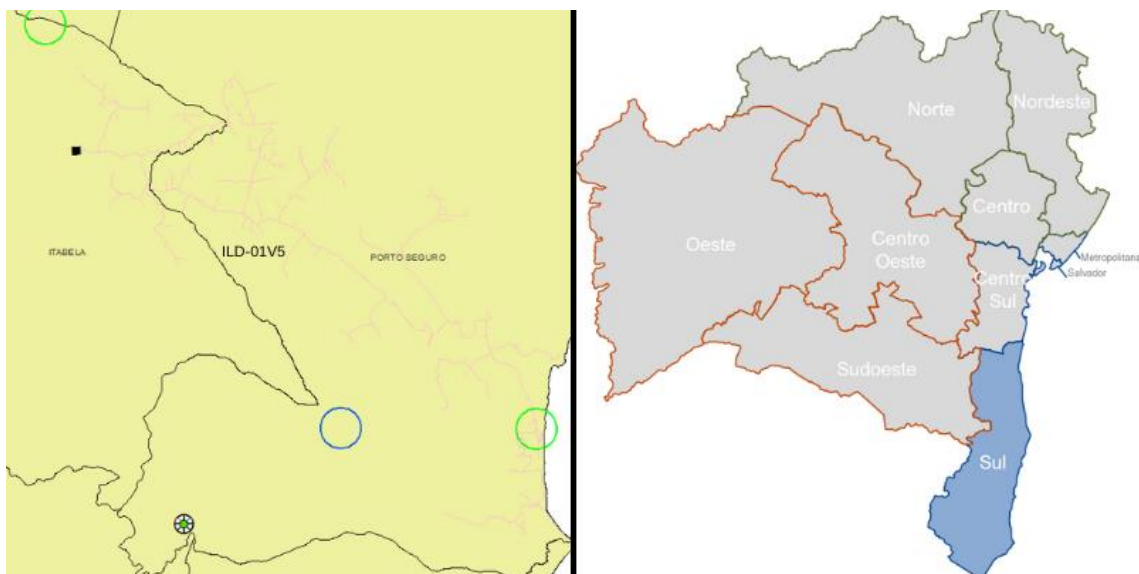 ILD-01V5
ITABELA
PORTO SEGURO
Norte
Nordeste
Centro
Oeste
Centro
Oeste
Metropolitana
Salvador
Centro
Sul
Sudoeste
Sul